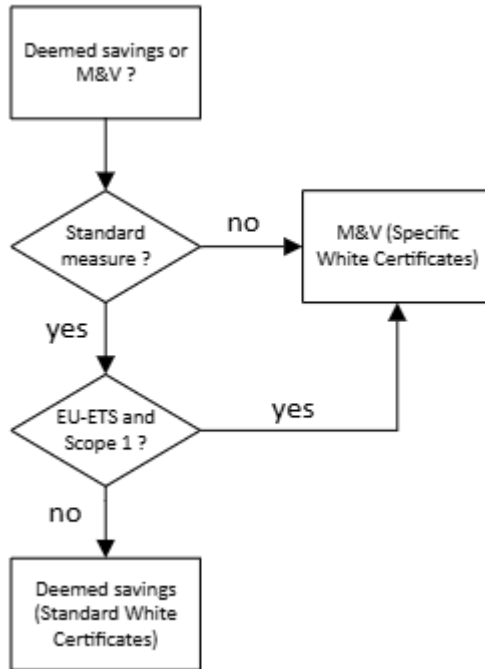 Deemed savings or
M&V ?
Standard
measure ?
no
M&V (Specific
White Certificates)
yes
EU-ETS and
Scope 1 ?
yes
no
Deemed savings
(Standard White
Certificates)